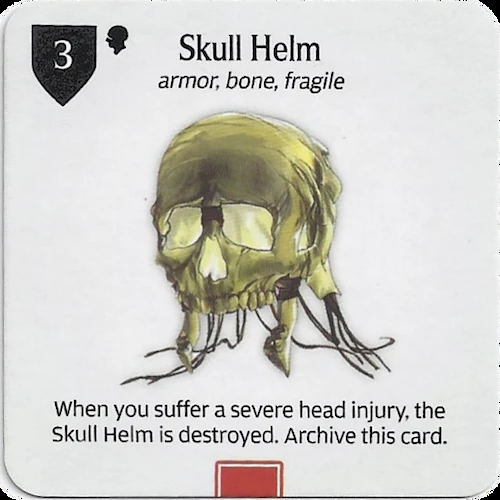 3
Skull Helm
armor, bone, fragile
When you suffer a severe head injury, the
Skull Helm is destroyed. Archive this card.